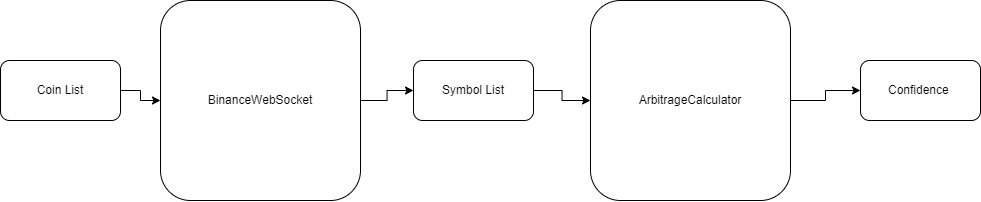 Coin List
BinanceWebSocket
Symbol List
ArbitrageCalculator
Confidence